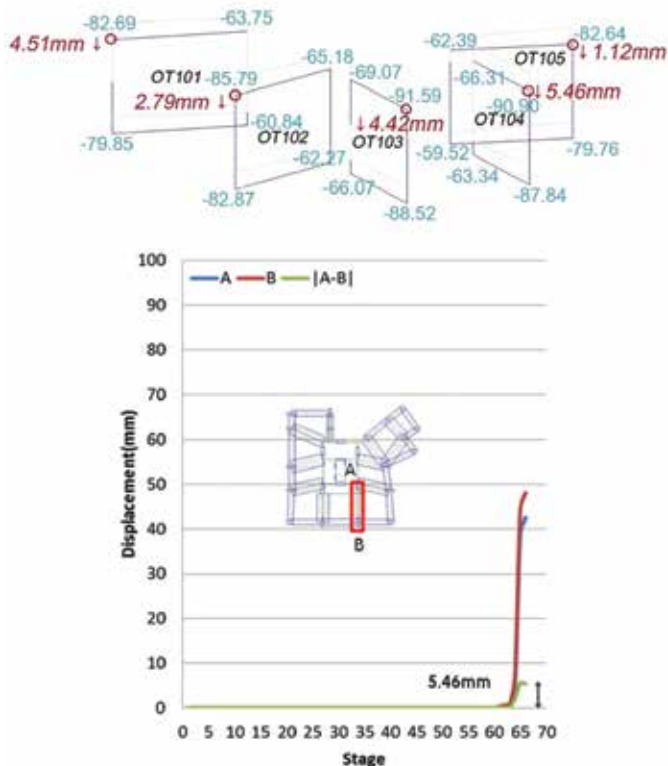 -82.69
-63.75
4.51mm ↓
OT101
-85.79
2.79mm ↓
-65.18
-79.85
-60.84
OT102
-62.27
-82.87
-69.07
-91.59
↓ 4.42mm
OT103
-66.07
-88.52
-62.39
-82.64
OT105
↓ 1.12mm
-66.31
↓ 5.46mm
-90.90
OT104
-59.52
-63.34
-79.76
-87.84
A B |A-B|
Displacement(mm)
100
90
80
70
60
50
40
30
20
10
0
A
B
5.46mm
0 5 10 15 20 25 30 35 40 45 50 55 60 65 70
Stage